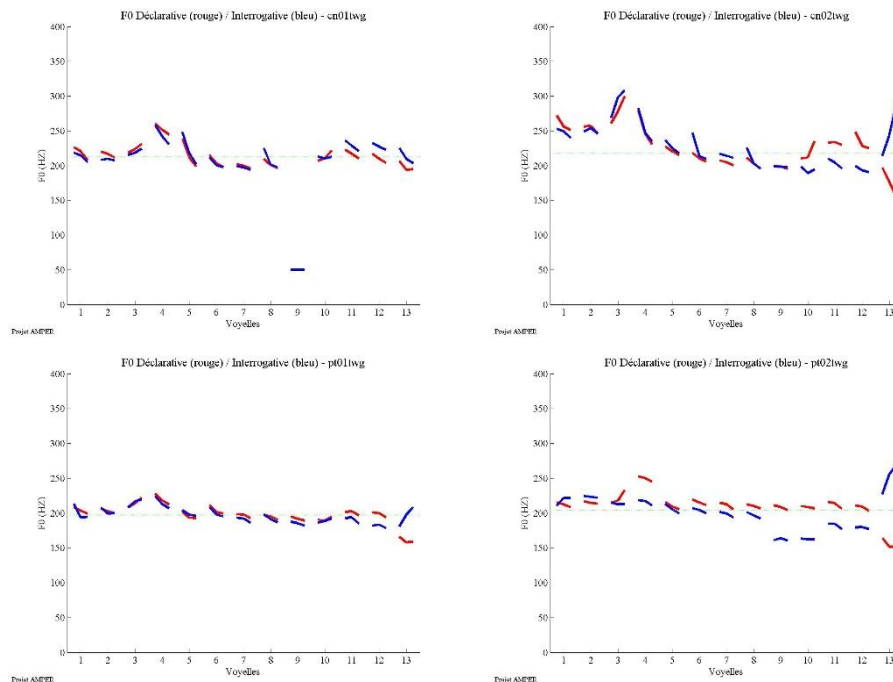 F0 Déclarative (rouge) / Interrogative (bleu) - cn01twg
400
350
300
250
200
150
100
50
0
F0 (HZ)
1 2 3 4 5 6 7 8 9 10 11 12 13
Voyelles
Projet AMPER
F0 Déclarative (rouge) / Interrogative (bleu) - cn02twg
400
350
300
250
200
150
100
50
0
F0 (HZ)
1 2 3 4 5 6 7 8 9 10 11 12 13
Voyelles
Projet AMPER
F0 Déclarative (rouge) / Interrogative (bleu) - pt01twg
400
350
300
250
200
150
100
50
0
F0 (HZ)
1 2 3 4 5 6 7 8 9 10 11 12 13
Voyelles
Projet AMPER
F0 Déclarative (rouge) / Interrogative (bleu) - pt02twg
400
350
300
250
200
150
100
50
0
F0 (HZ)
1 2 3 4 5 6 7 8 9 10 11 12 13
Voyelles
Projet AMPER